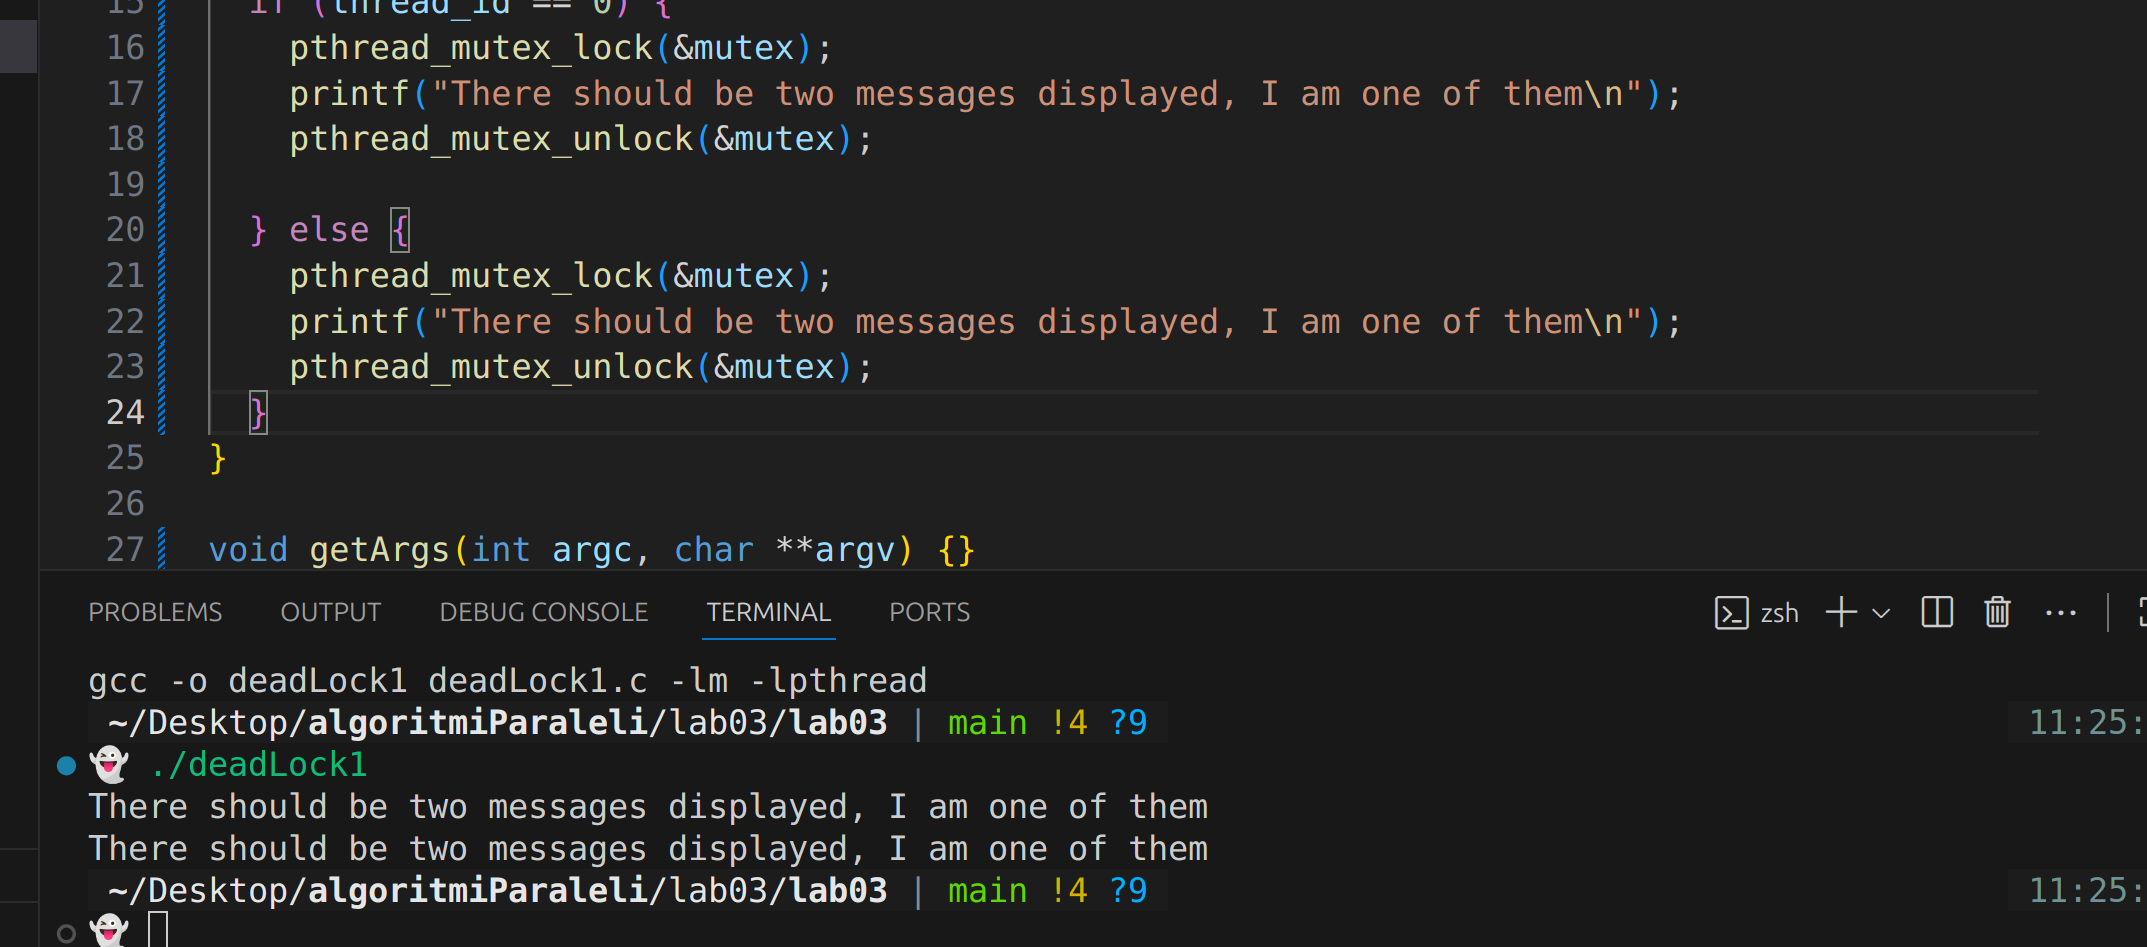 15 if (thread_id == 0) {
16 pthread_mutex_lock(&mutex);
17 printf("There should be two messages displayed, I am one of them\n");
18 pthread_mutex_unlock(&mutex);
19
20 } else {
21 pthread_mutex_lock(&mutex);
22 printf("There should be two messages displayed, I am one of them\n");
23 pthread_mutex_unlock(&mutex);
24 }
25 }
26
27 void getArgs(int argc, char **argv) {}
PROBLEMS OUTPUT DEBUG CONSOLE TERMINAL PORTS zsh
gcc -o deadLock1 deadLock1.c -lm -lpthread
~/Desktop/algoritmiParaleli/lab03/lab03 | main !4 ?9 11:25:
./deadLock1
There should be two messages displayed, I am one of them
There should be two messages displayed, I am one of them
~/Desktop/algoritmiParaleli/lab03/lab03 | main !4 ?9 11:25: